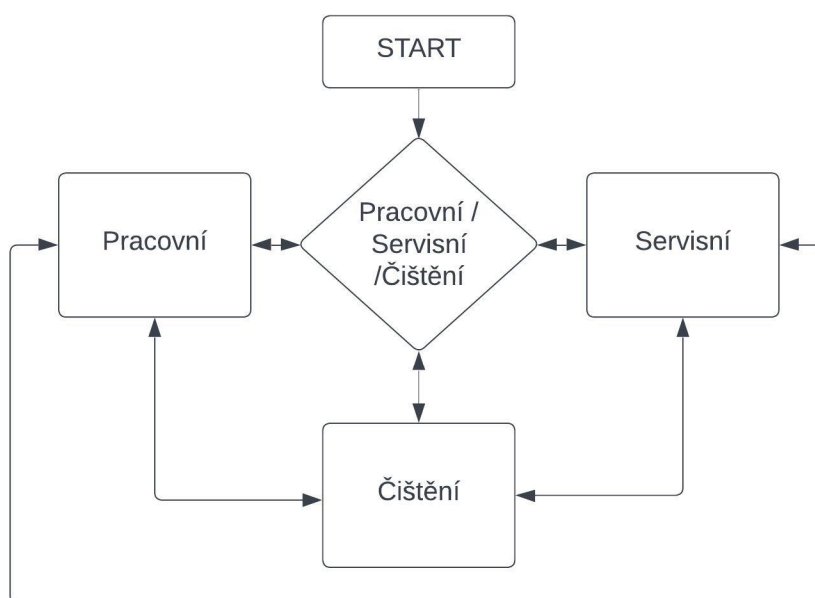 START
Pracovní
Pracovní /
Servisní
/Čištění
Servisní
Čištění